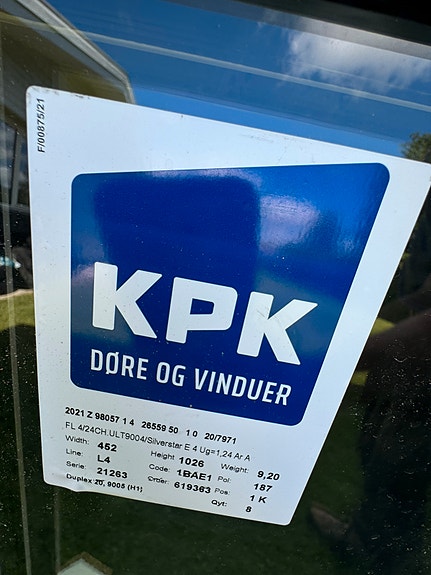 F/00875/21
KPK
DØRE OG VINDUER
2021 Z 98057 1 4 26559 50 1 0 20/7971
FL 4/24CH.ULT9004/Silverstar E 4 Ug=1,24 Ar A
Width: 452 Height 1026 Weight: 9,20
Line: L4 Code: 1BAE1 Pol: 187
Serie: 21263 Order: 619363 Pos: 1 K
Duplex 20, 9005 (H1) Qyt: 8